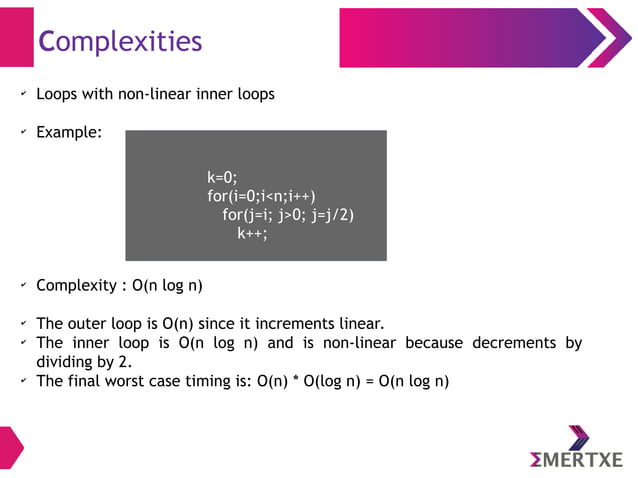 Complexities
✔ Loops with non-linear inner loops
✔ Example:
k=0;
for(i=0;i<n;i++)
for(j=i; j>0; j=j/2)
k++;
✔ Complexity : O(n log n)
✔ The outer loop is O(n) since it increments linear.
✔ The inner loop is O(n log n) and is non-linear because decrements by
dividing by 2.
✔ The final worst case timing is: O(n) * O(log n) = O(n log n)
EMERTXE